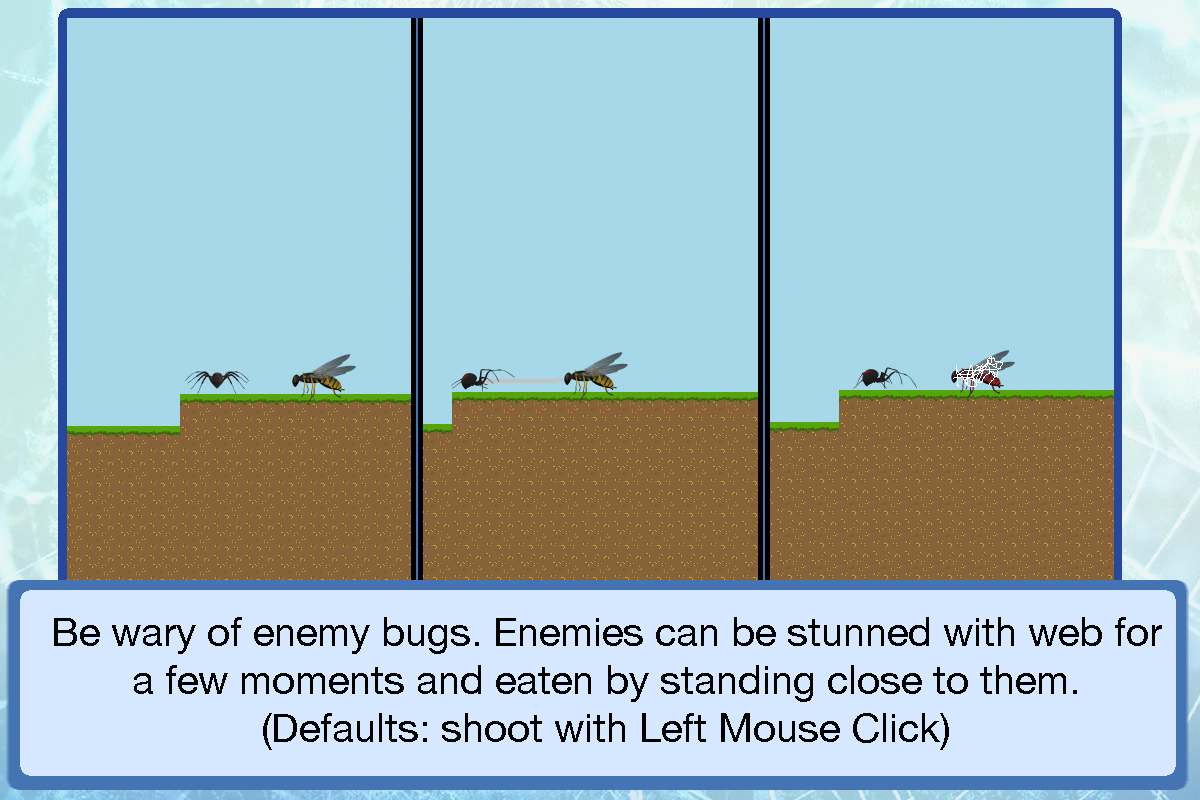 Be wary of enemy bugs. Enemies can be stunned with web for
a few moments and eaten by standing close to them.
(Defaults: shoot with Left Mouse Click)